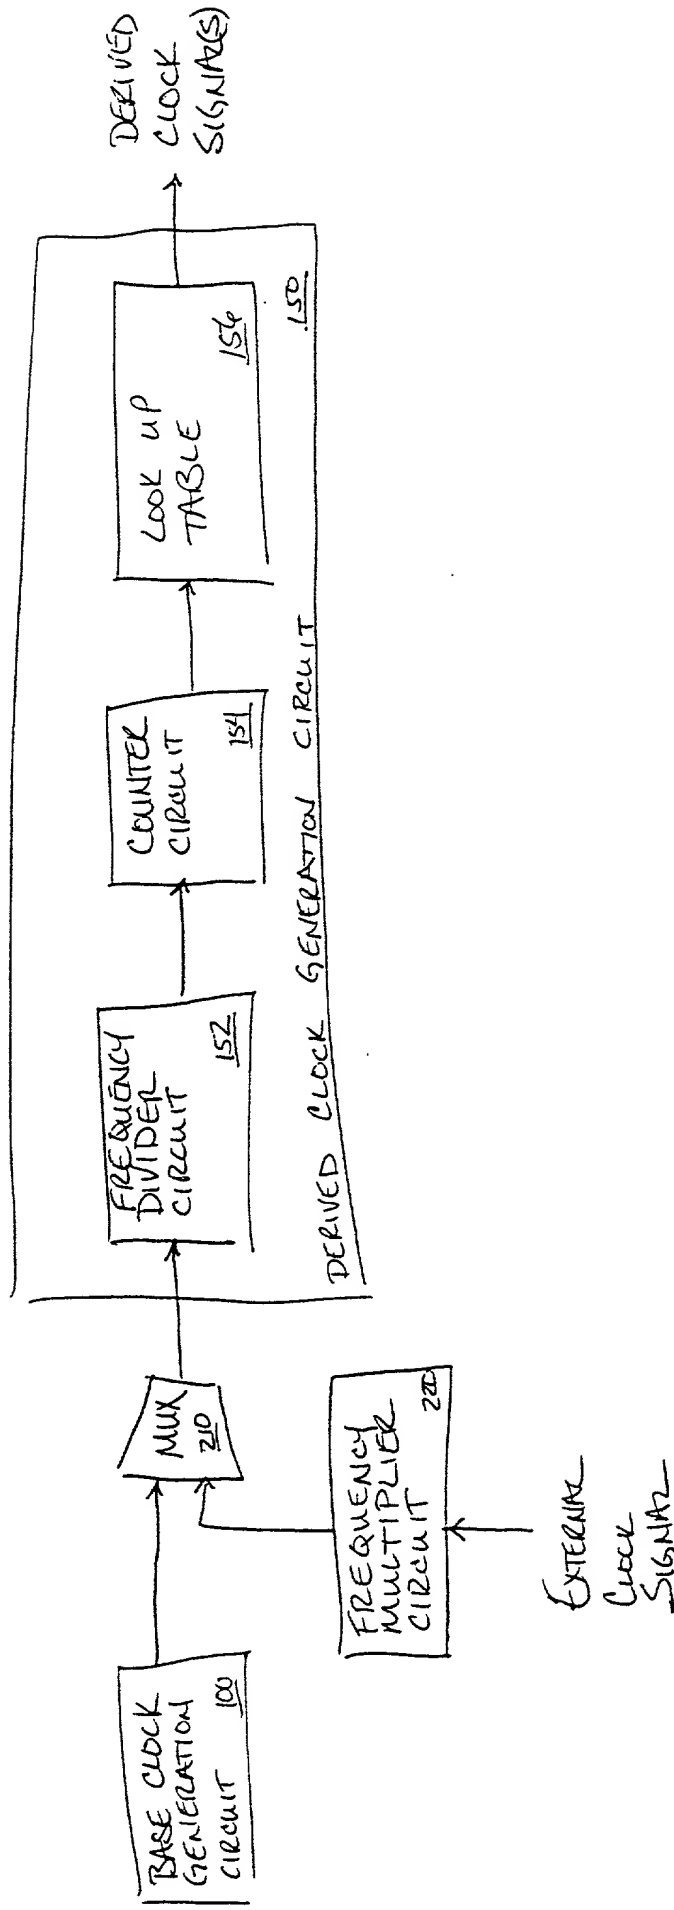 BASE CLOCK
GENERATION
CIRCUIT 100
MUX
210
FREQUENCY
MULTIPLIER
CIRCUIT
220
EXTERNAL
CLOCK
SIGNAL
FREQUENCY
DIVIDER
CIRCUIT
152
COUNTER
CIRCUIT
154
LOOK UP
TABLE
156
DERIVED CLOCK GENERATION CIRCUIT
150
DERIVED
CLOCK
SIGNAL(S)